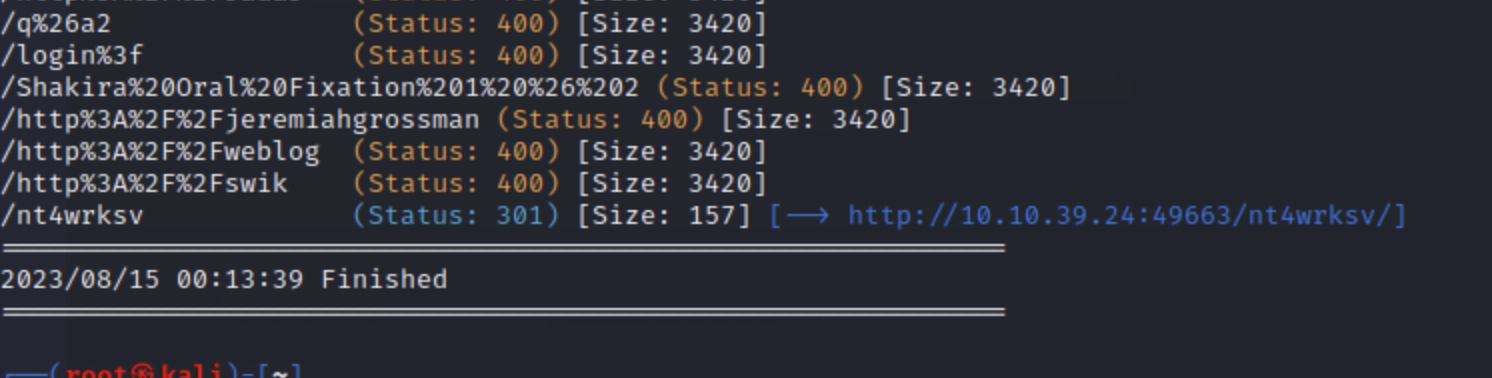 /q%26a2 (Status: 400) [Size: 3420]
/login%3f (Status: 400) [Size: 3420]
/Shakira%20Oral%20Fixation%201%20%26%202 (Status: 400) [Size: 3420]
/http%3A%2F%2Fjeremiahgrossman (Status: 400) [Size: 3420]
/http%3A%2F%2Fweblog (Status: 400) [Size: 3420]
/http%3A%2F%2Fswik (Status: 400) [Size: 3420]
/nt4wrksv (Status: 301) [Size: 157] [--> http://10.10.39.24:49663/nt4wrksv/]
2023/08/15 00:13:39 Finished
(root㉿kali)-[~]